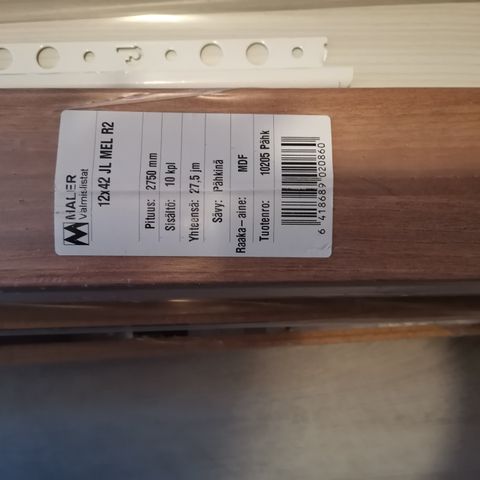 MALER
Valmislistat
12x42 JL MEL R2
Pituus: 2750 mm
Sisältö: 10 kpl
Yhteensä: 27,5 jm
Sävy: Pähkinä
Raaka-aine: MDF
Tuotenro: 10205 Pähk
6 418689 020860